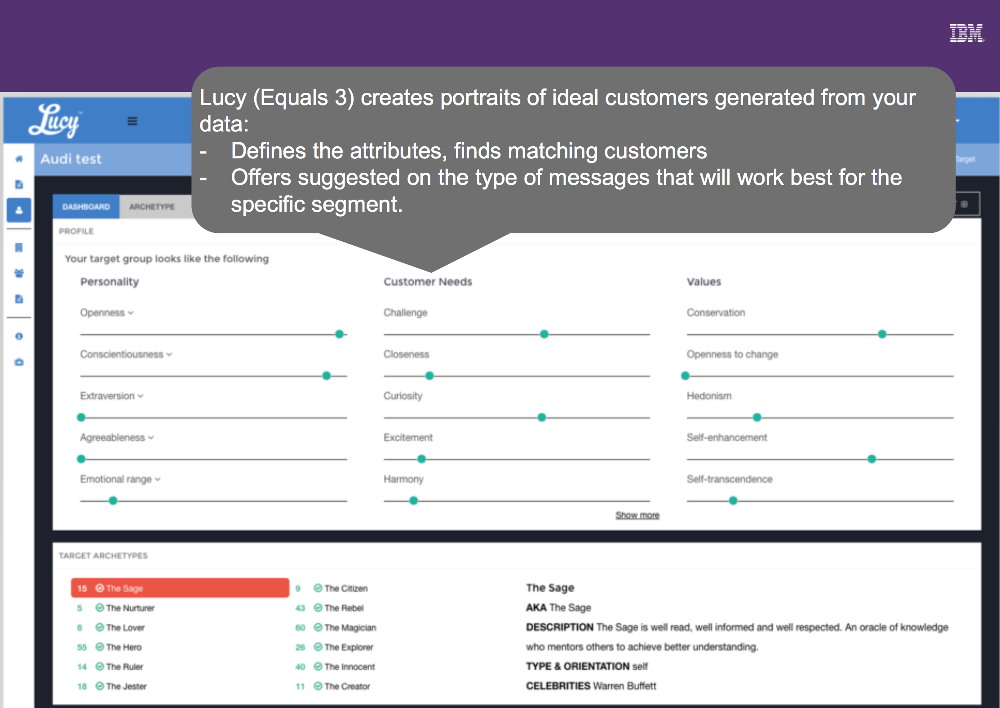 IBM
Lucy (Equals 3) creates portraits of ideal customers generated from your
data:
- Defines the attributes, finds matching customers
- Offers suggested on the type of messages that will work best for the
specific segment.
Lucy™
Audi test
Target
DASHBOARD ARCHETYPE
PROFILE
Your target group looks like the following
Personality
Openness
Conscientiousness
Extraversion
Agreeableness
Emotional range
Customer Needs
Challenge
Closeness
Curiosity
Excitement
Harmony
Show more
Values
Conservation
Openness to change
Hedonism
Self-enhancement
Self-transcendence
TARGET ARCHETYPES
15 The Sage
5 The Nurturer
8 The Lover
55 The Hero
14 The Ruler
18 The Jester
9 The Citizen
43 The Rebel
60 The Magician
26 The Explorer
40 The Innocent
11 The Creator
The Sage
AKA The Sage
DESCRIPTION The Sage is well read, well informed and well respected. An oracle of knowledge
who mentors others to achieve better understanding.
TYPE & ORIENTATION self
CELEBRITIES Warren Buffett